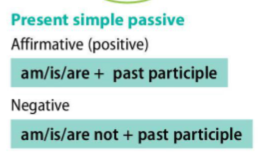 Present simple passive
Affirmative (positive)
am/is/are + past participle
Negative
am/is/are not + past participle